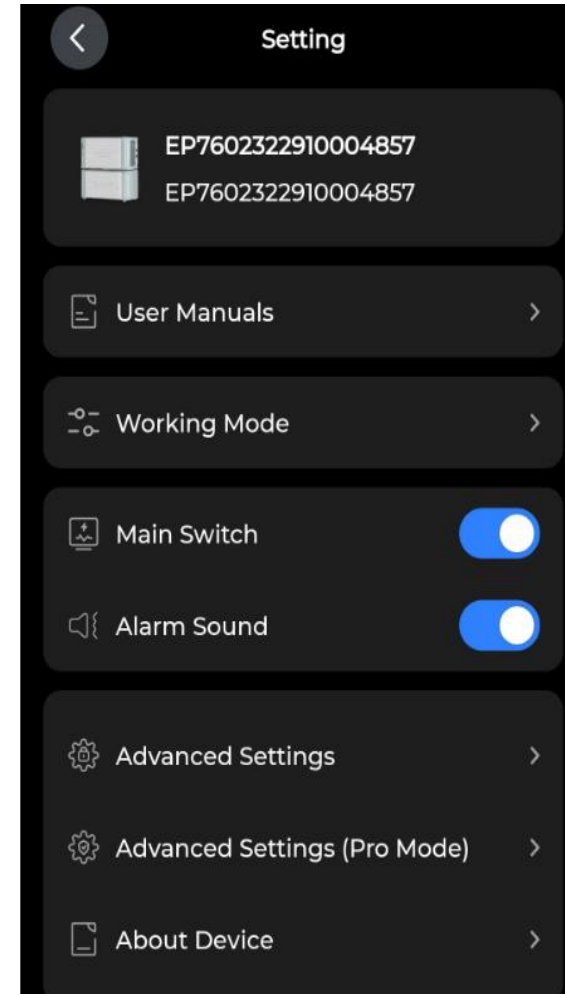 Setting
EP7602322910004857
EP7602322910004857
User Manuals
Working Mode
Main Switch
Alarm Sound
Advanced Settings
Advanced Settings (Pro Mode)
About Device